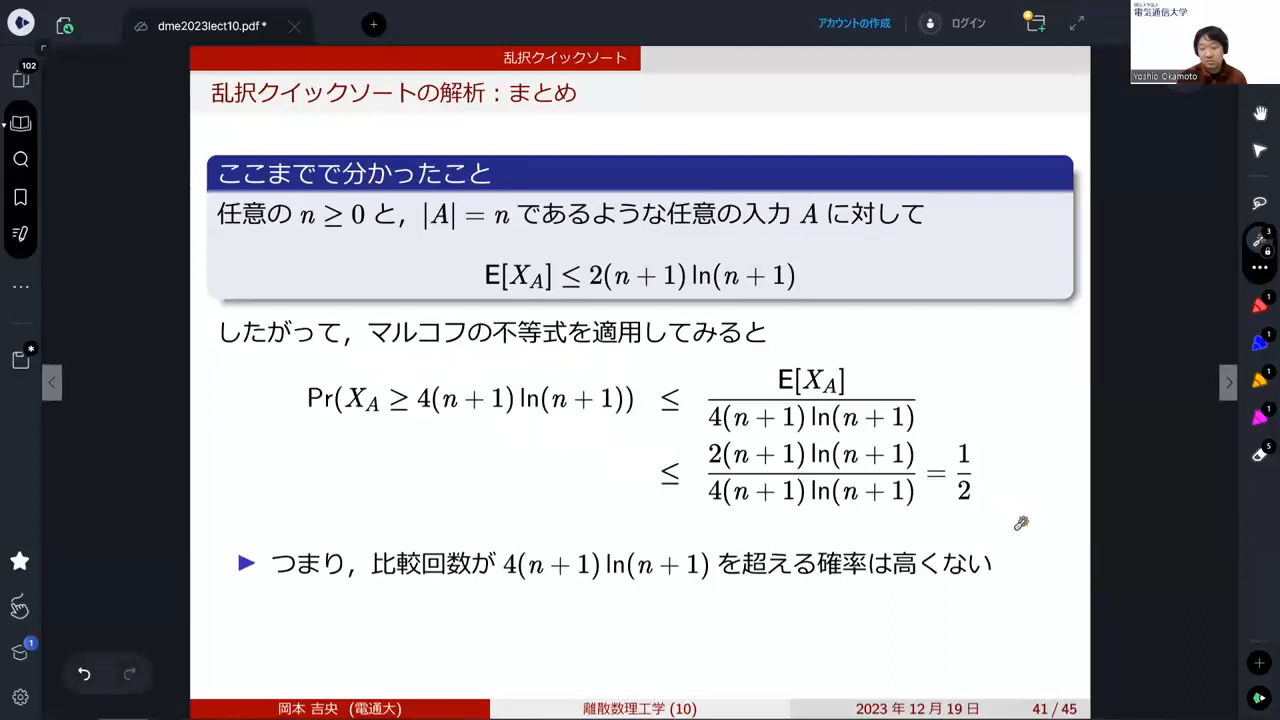 102
dme2023lect10.pdf*
アカウントの作成
ログイン
電気通信大学
Yoshio Okamoto
乱択クイックソート
乱択クイックソートの解析：まとめ
ここまでで分かったこと
任意の n ≥ 0 と，|A| = n であるような任意の入力 A に対して
E[X_A] ≤ 2(n + 1) ln(n + 1)
したがって，マルコフの不等式を適用してみると
Pr(X_A ≥ 4(n + 1) ln(n + 1)) ≤ E[X_A] / 4(n + 1) ln(n + 1)
≤ 2(n + 1) ln(n + 1) / 4(n + 1) ln(n + 1) = 1/2
▶ つまり，比較回数が 4(n + 1) ln(n + 1) を超える確率は高くない
岡本 吉央 (電通大)
離散数理工学 (10)
2023 年 12 月 19 日
41 / 45
3
1
1
1
1
5
1